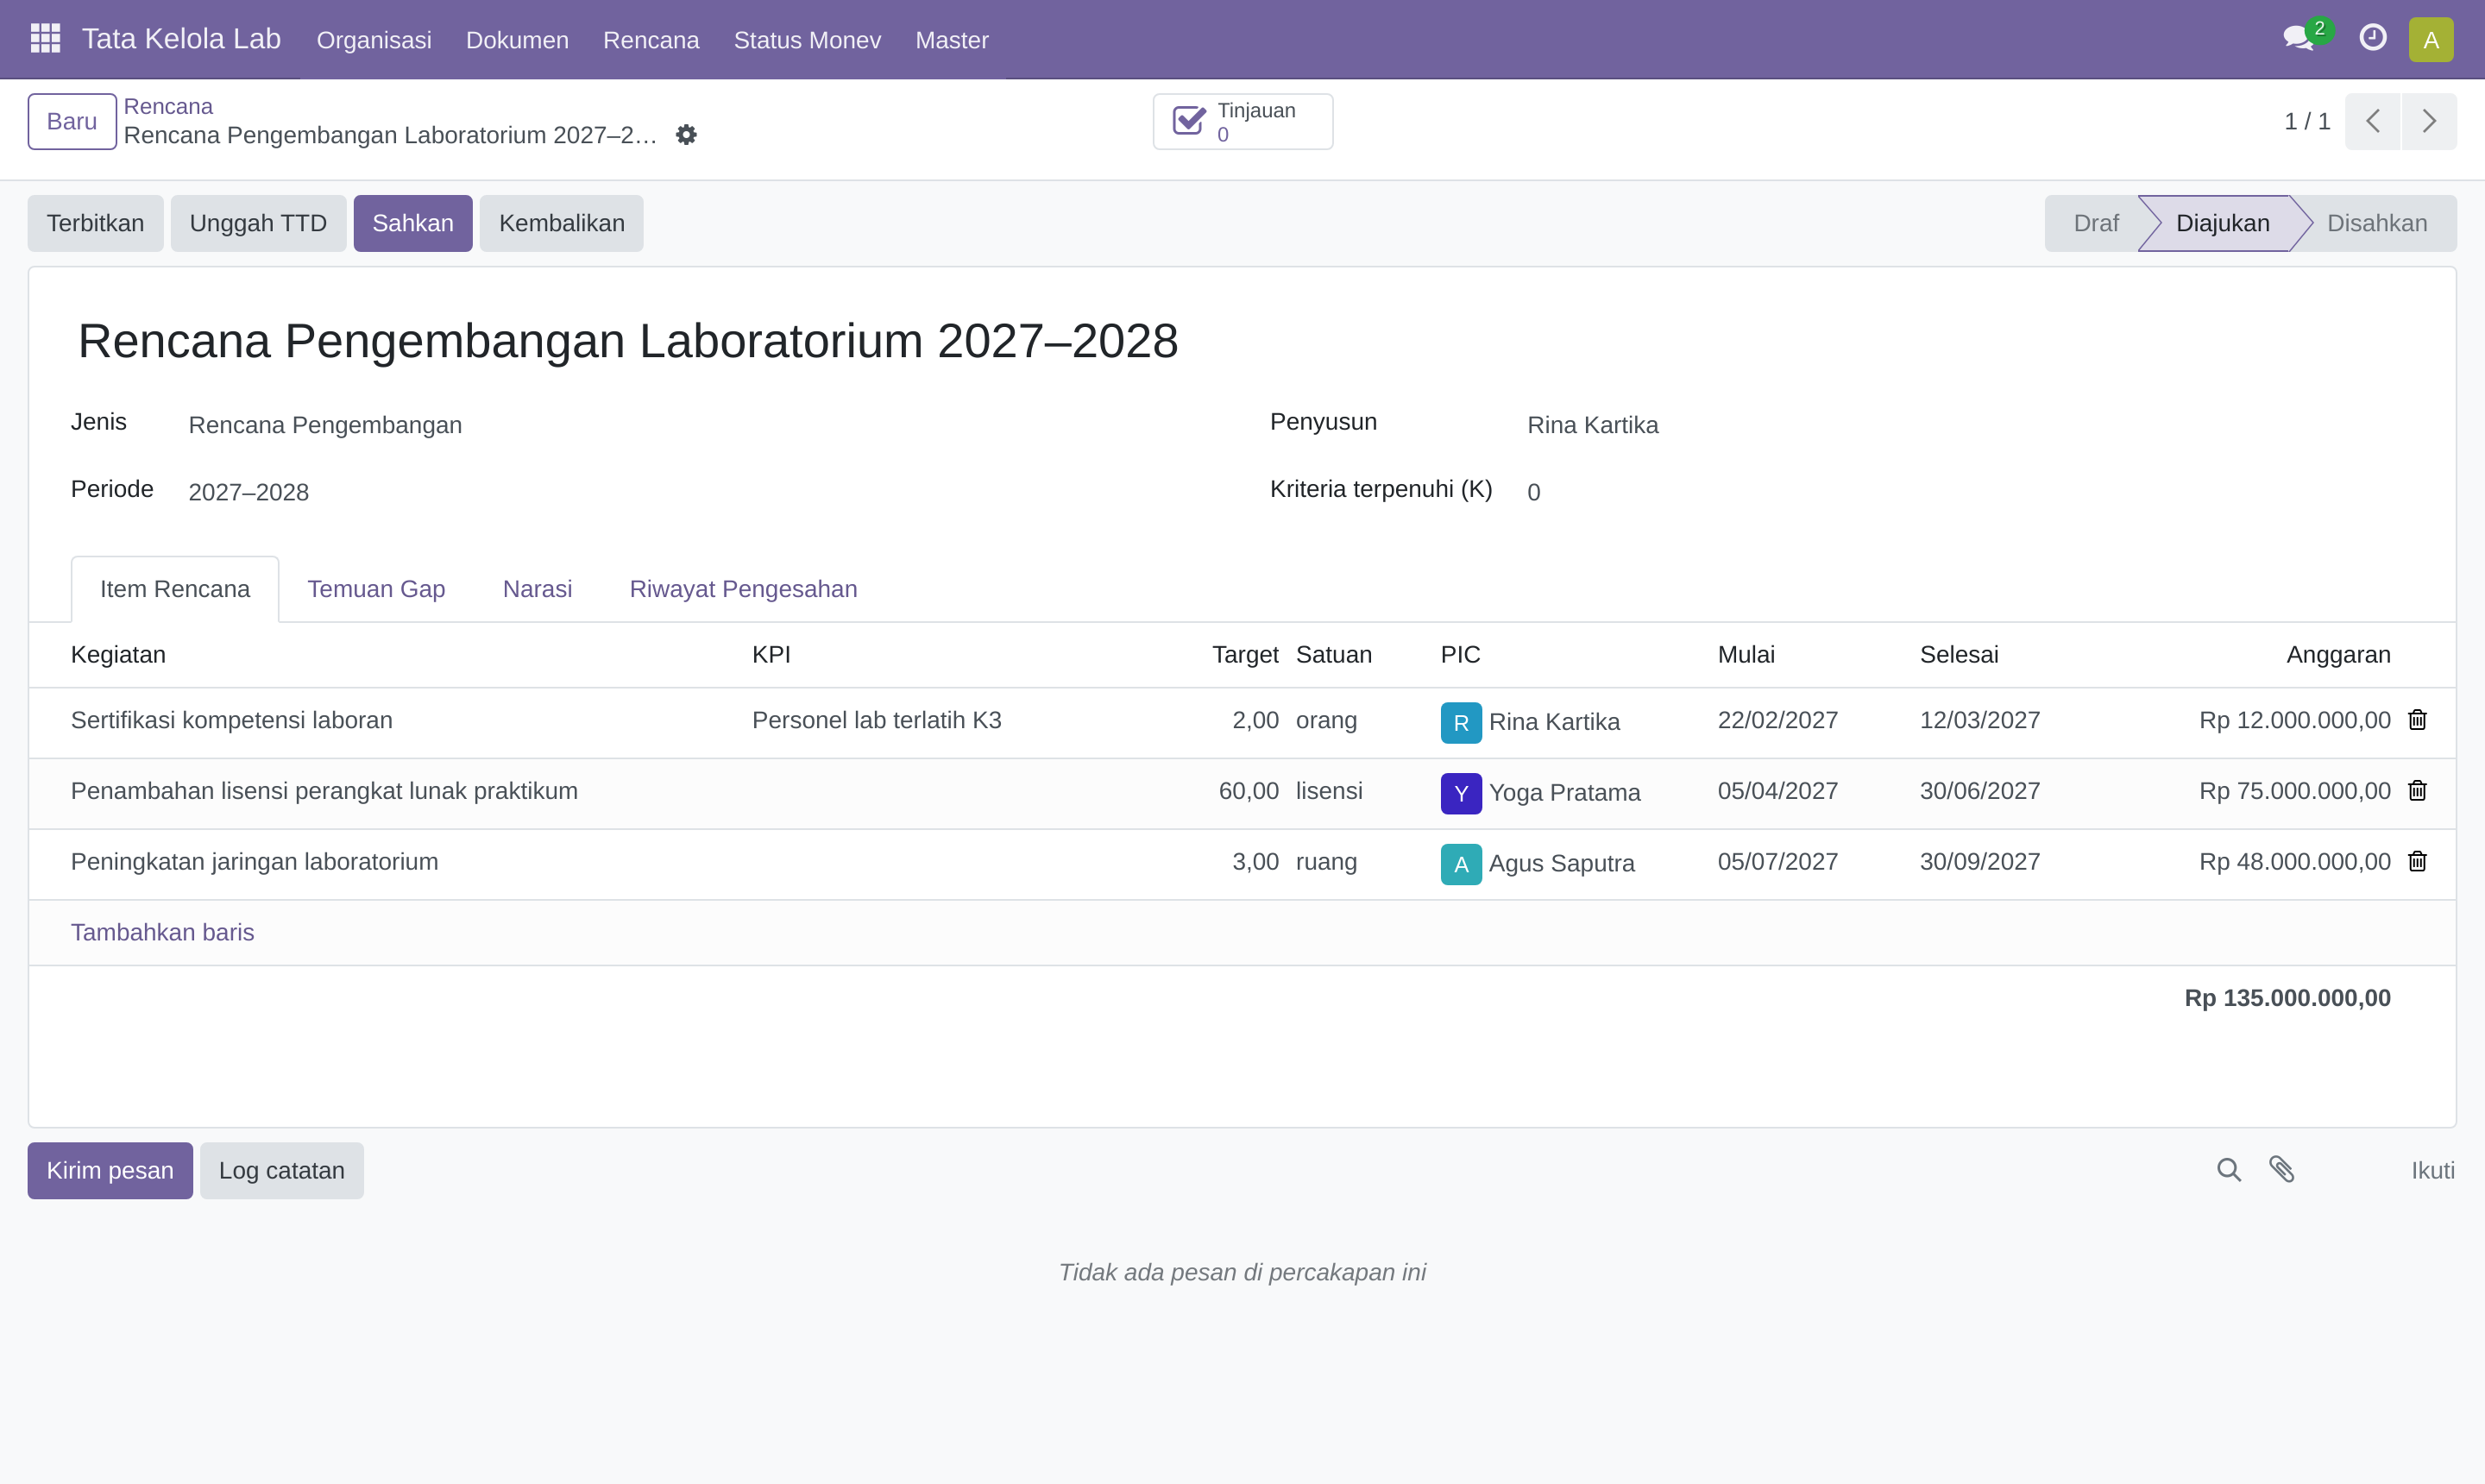 Tata Kelola Lab Organisasi Dokumen Rencana Status Monev Master 2 A
Baru Rencana Tinjauan 1 / 1
Rencana Pengembangan Laboratorium 2027–2… 0
Terbitkan Unggah TTD Sahkan Kembalikan Draf Diajukan Disahkan
Rencana Pengembangan Laboratorium 2027–2028
Jenis Rencana Pengembangan Penyusun Rina Kartika
Periode 2027–2028 Kriteria terpenuhi (K) 0
Item Rencana Temuan Gap Narasi Riwayat Pengesahan
Kegiatan KPI Target Satuan PIC Mulai Selesai Anggaran
Sertifikasi kompetensi laboran Personel lab terlatih K3 2,00 orang R Rina Kartika 22/02/2027 12/03/2027 Rp 12.000.000,00
Penambahan lisensi perangkat lunak praktikum 60,00 lisensi Y Yoga Pratama 05/04/2027 30/06/2027 Rp 75.000.000,00
Peningkatan jaringan laboratorium 3,00 ruang A Agus Saputra 05/07/2027 30/09/2027 Rp 48.000.000,00
Tambahkan baris
Rp 135.000.000,00
Kirim pesan Log catatan Ikuti
Tidak ada pesan di percakapan ini